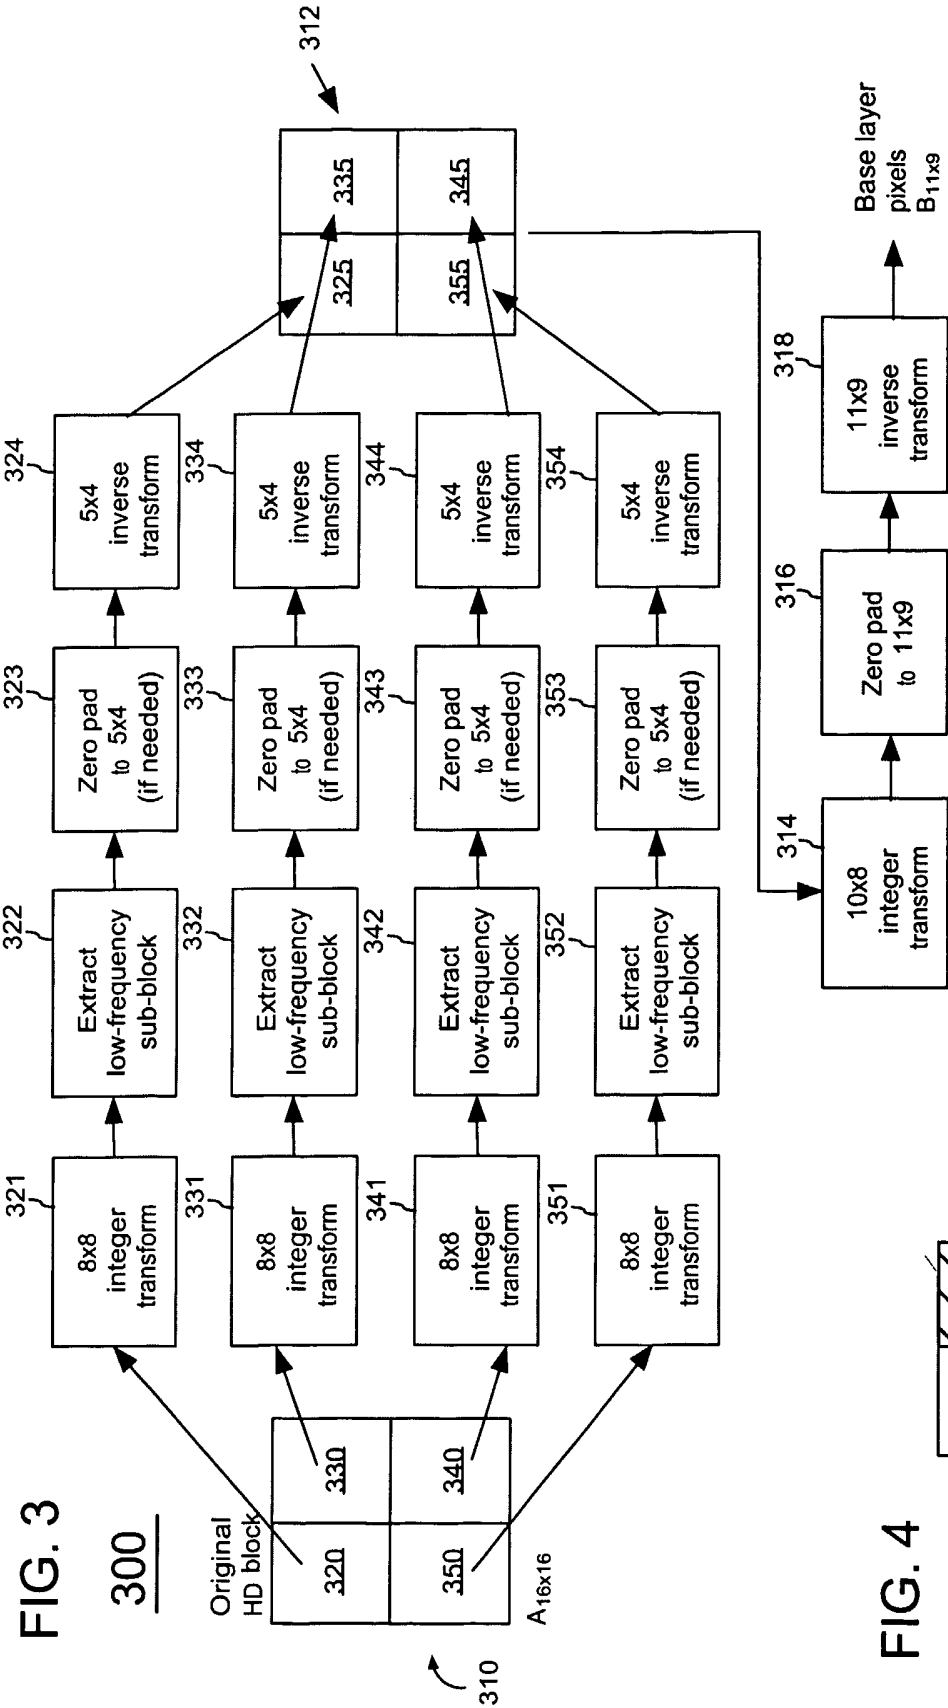 FIG. 3
300
Original
HD block
320
330
350
340
A16x16
310
321
8x8
integer
transform
322
Extract
low-frequency
sub-block
323
Zero pad
to 5x4
(if needed)
324
5x4
inverse
transform
331
8x8
integer
transform
332
Extract
low-frequency
sub-block
333
Zero pad
to 5x4
(if needed)
334
5x4
inverse
transform
341
8x8
integer
transform
342
Extract
low-frequency
sub-block
343
Zero pad
to 5x4
(if needed)
344
5x4
inverse
transform
351
8x8
integer
transform
352
Extract
low-frequency
sub-block
353
Zero pad
to 5x4
(if needed)
354
5x4
inverse
transform
312
325
335
355
345
314
10x8
integer
transform
316
Zero pad
to 11x9
318
11x9
inverse
transform
Base layer
pixels
B11x9
FIG. 4